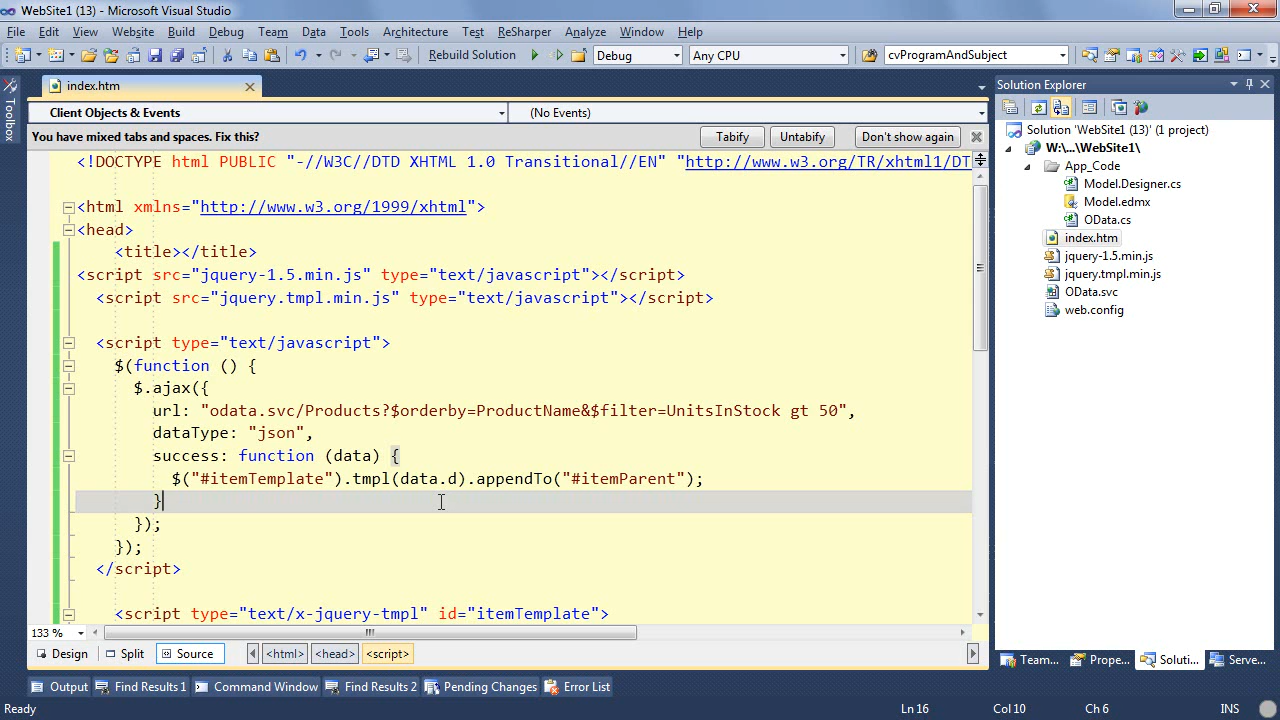 WebSite1 (13) - Microsoft Visual Studio
File Edit View Website Build Debug Team Data Tools Architecture Test ReSharper Analyze Window Help
Rebuild Solution Debug Any CPU cvProgramAndSubject
Toolbox
index.htm
Client Objects & Events (No Events)
You have mixed tabs and spaces. Fix this? Tabify Untabify Don't show again
<!DOCTYPE html PUBLIC "-//W3C//DTD XHTML 1.0 Transitional//EN" "http://www.w3.org/TR/xhtml1/DT
<html xmlns="http://www.w3.org/1999/xhtml">
<head>
<title></title>
<script src="jquery-1.5.min.js" type="text/javascript"></script>
<script src="jquery.tmpl.min.js" type="text/javascript"></script>
<script type="text/javascript">
$(function () {
$.ajax({
url: "odata.svc/Products?$orderby=ProductName&$filter=UnitsInStock gt 50",
dataType: "json",
success: function (data) {
$("#itemTemplate").tmpl(data.d).appendTo("#itemParent");
}
});
});
</script>
<script type="text/x-jquery-tmpl" id="itemTemplate">
133 %
Design Split Source <html> <head> <script>
Solution Explorer
Solution 'WebSite1 (13)' (1 project)
W:\...\WebSite1\
App_Code
Model.Designer.cs
Model.edmx
OData.cs
index.htm
jquery-1.5.min.js
jquery.tmpl.min.js
OData.svc
web.config
Team... Prope... Soluti... Serve...
Output Find Results 1 Command Window Find Results 2 Pending Changes Error List
Ready Ln 16 Col 10 Ch 6 INS